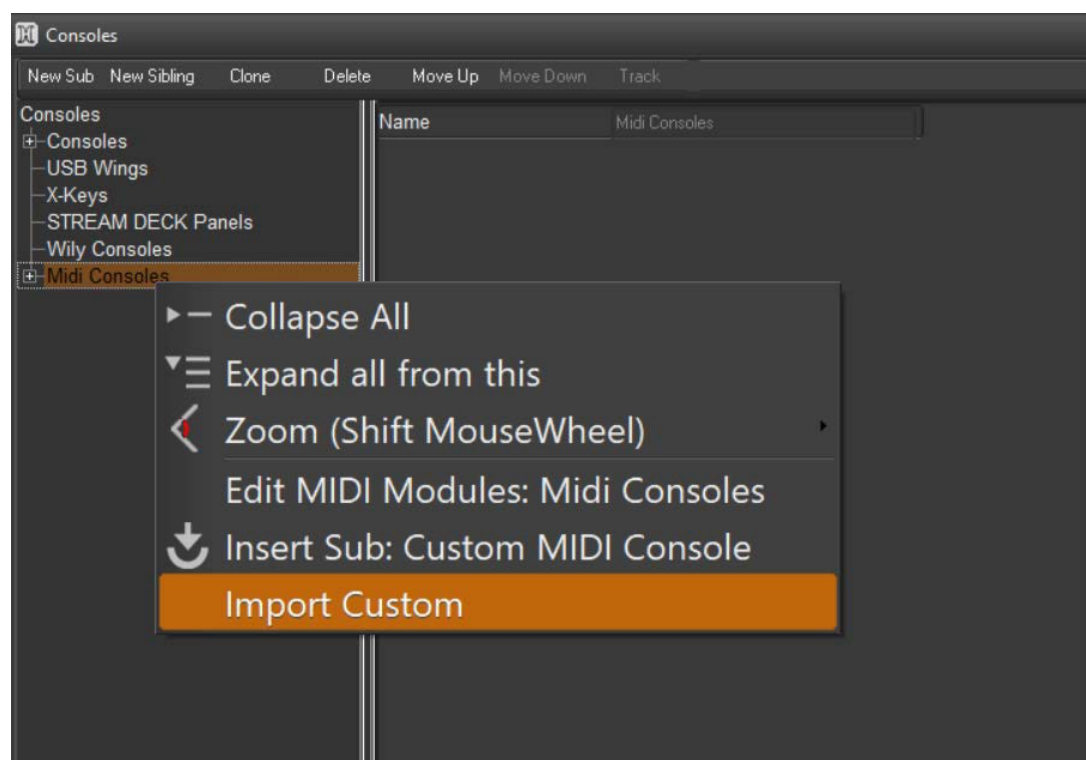 Consoles
New Sub New Sibling Clone Delete Move Up Move Down Track
Consoles
Consoles
USB Wings
X-Keys
STREAM DECK Panels
Wily Consoles
Midi Consoles
Name Midi Consoles
Collapse All
Expand all from this
Zoom (Shift MouseWheel)
Edit MIDI Modules: Midi Consoles
Insert Sub: Custom MIDI Console
Import Custom